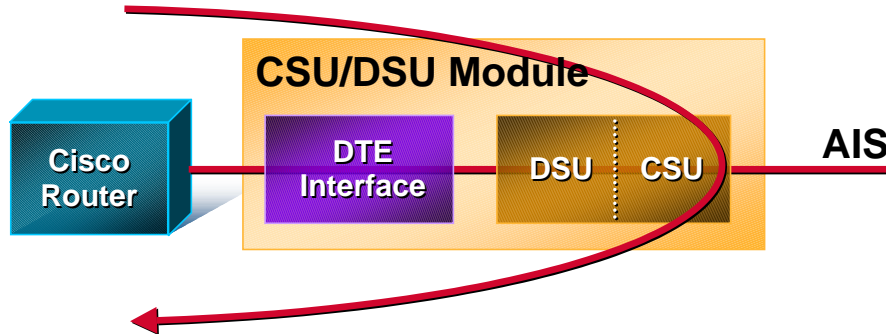 CSU/DSU Module
Cisco
Router
DTE
Interface
DSU
CSU
AIS